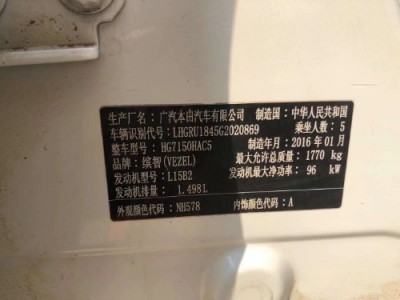 生产厂名：广汽本田汽车有限公司 制造国：中华人民共和国
车辆识别代号：LHGRU1845G2020869 乘坐人数：5
整车型号：HG7150HAC5 制造年月：2016年01月
品牌：缤智(VEZEL) 最大允许总质量：1770 kg
发动机型号：L15B2 发动机最大净功率：96 kW
发动机排量：1.498L
外观颜色代码：NH578 内饰颜色代码：A